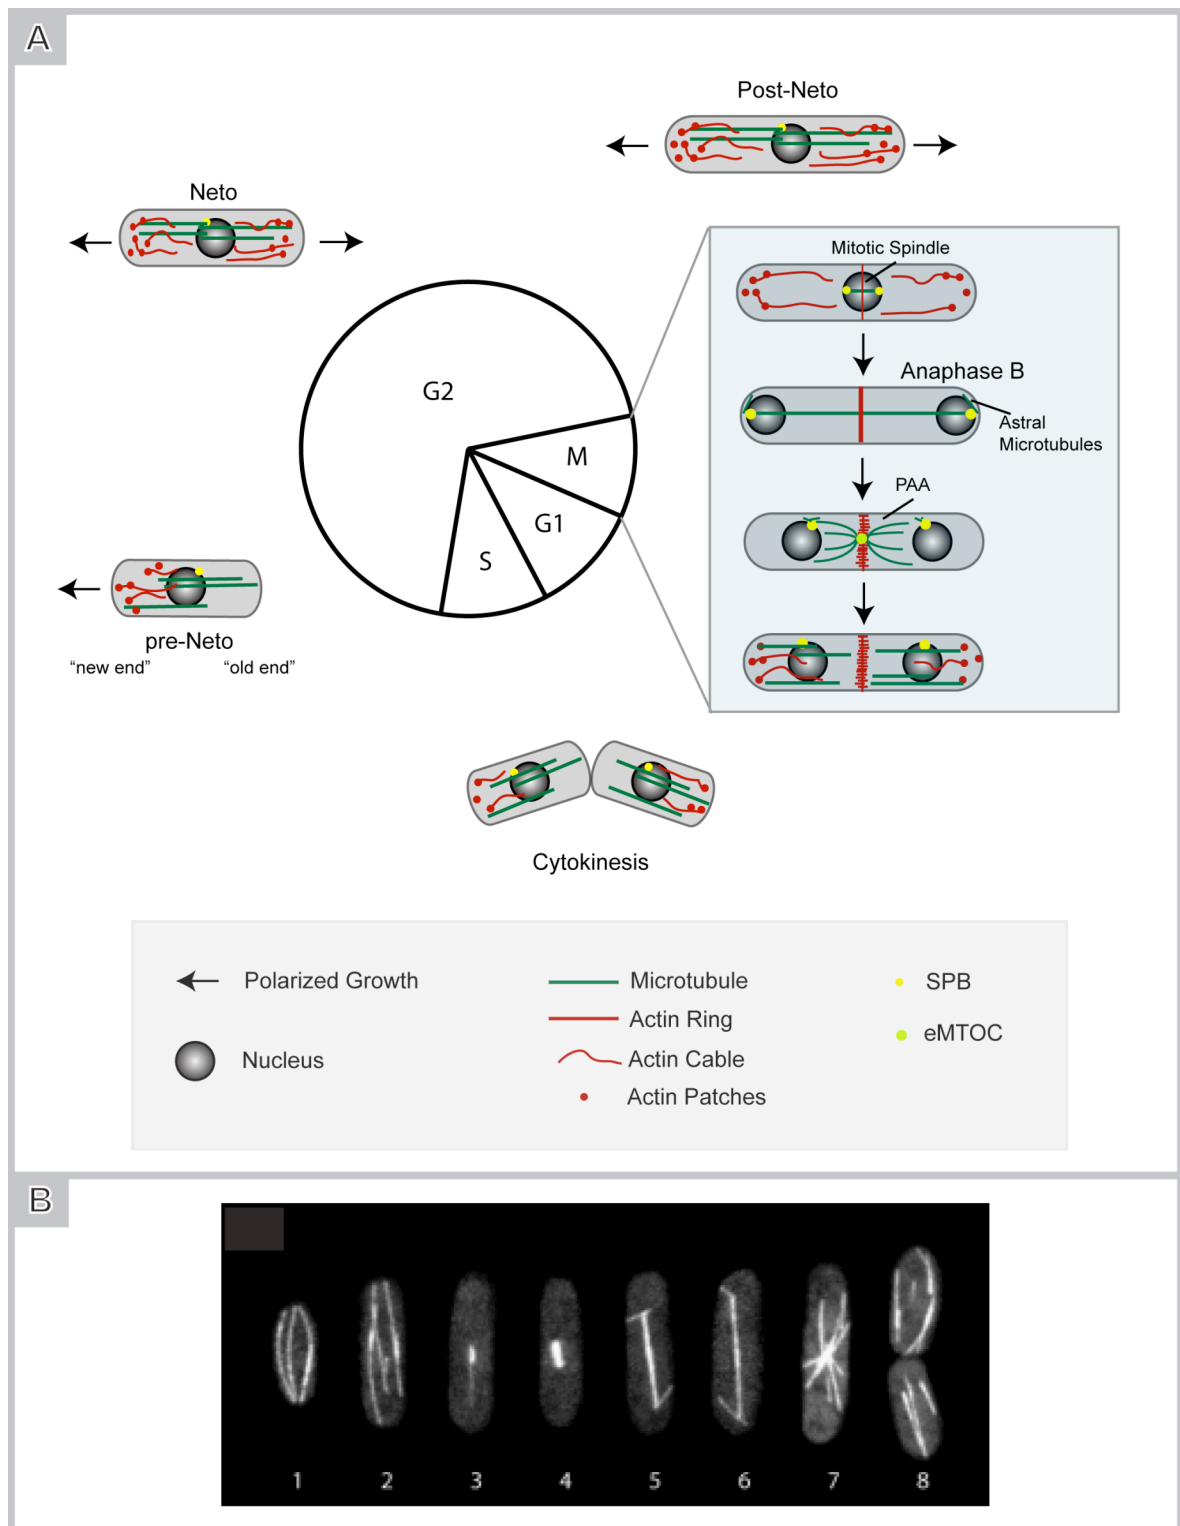 A
Post-Neto
Neto
Mitotic Spindle
G2
Anaphase B
Astral
Microtubules
M
PAA
G1
S
pre-Neto
“new end” “old end”
Cytokinesis
Polarized Growth
Microtubule
SPB
Actin Ring
eMTOC
Nucleus
Actin Cable
Actin Patches
B
1 2 3 4 5 6 7 8